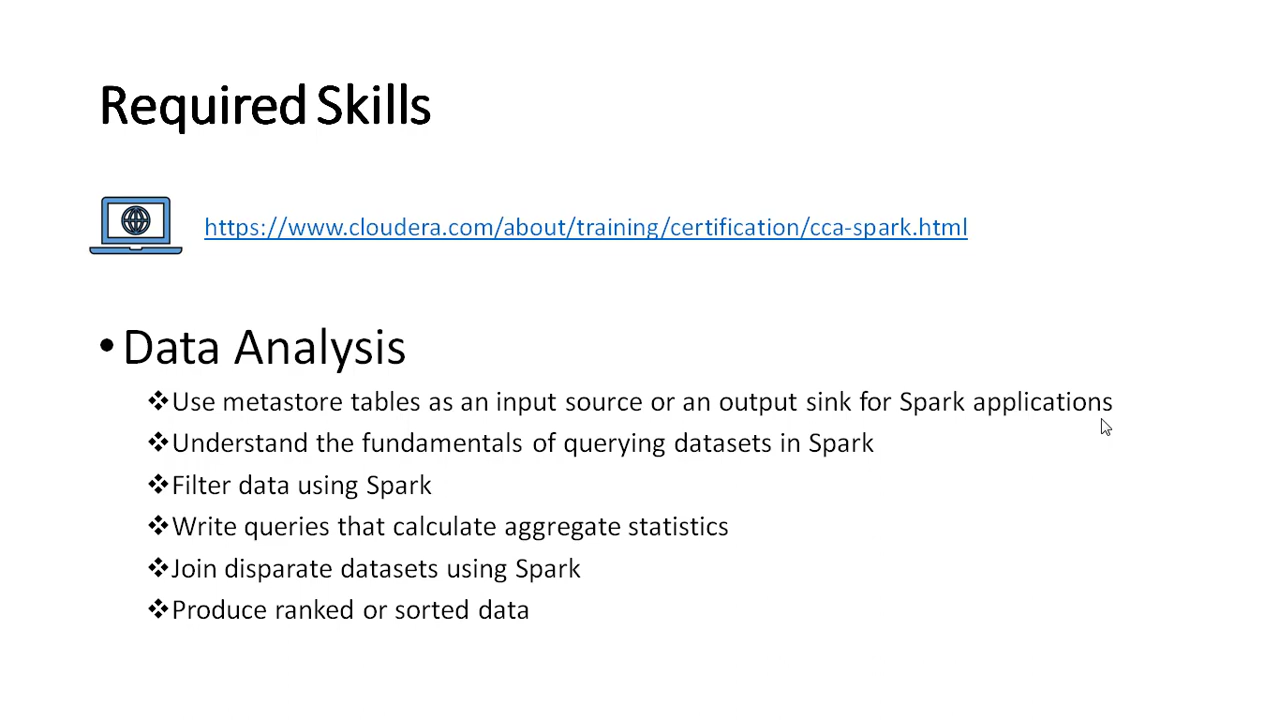 Required Skills
https://www.cloudera.com/about/training/certification/cca-spark.html
• Data Analysis
❖Use metastore tables as an input source or an output sink for Spark applications
❖Understand the fundamentals of querying datasets in Spark
❖Filter data using Spark
❖Write queries that calculate aggregate statistics
❖Join disparate datasets using Spark
❖Produce ranked or sorted data